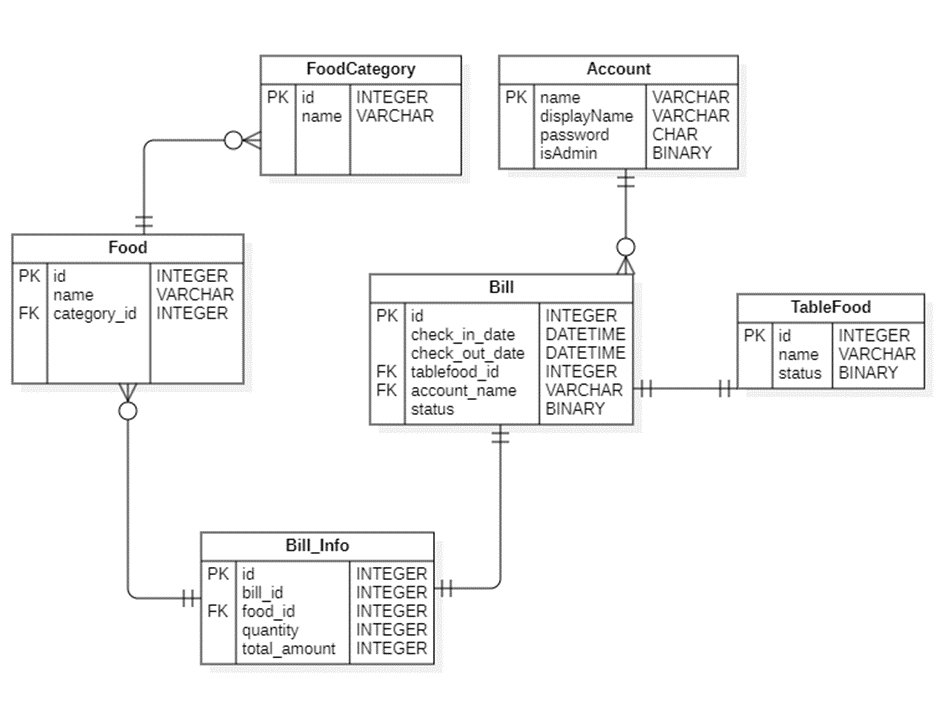 FoodCategory
PK id INTEGER
name VARCHAR
Account
PK name VARCHAR
displayName VARCHAR
password CHAR
isAdmin BINARY
Food
PK id INTEGER
name VARCHAR
FK category_id INTEGER
Bill
PK id INTEGER
check_in_date DATETIME
check_out_date DATETIME
FK tablefood_id INTEGER
FK account_name VARCHAR
status BINARY
TableFood
PK id INTEGER
name VARCHAR
status BINARY
Bill_Info
PK id INTEGER
bill_id INTEGER
FK food_id INTEGER
quantity INTEGER
total_amount INTEGER